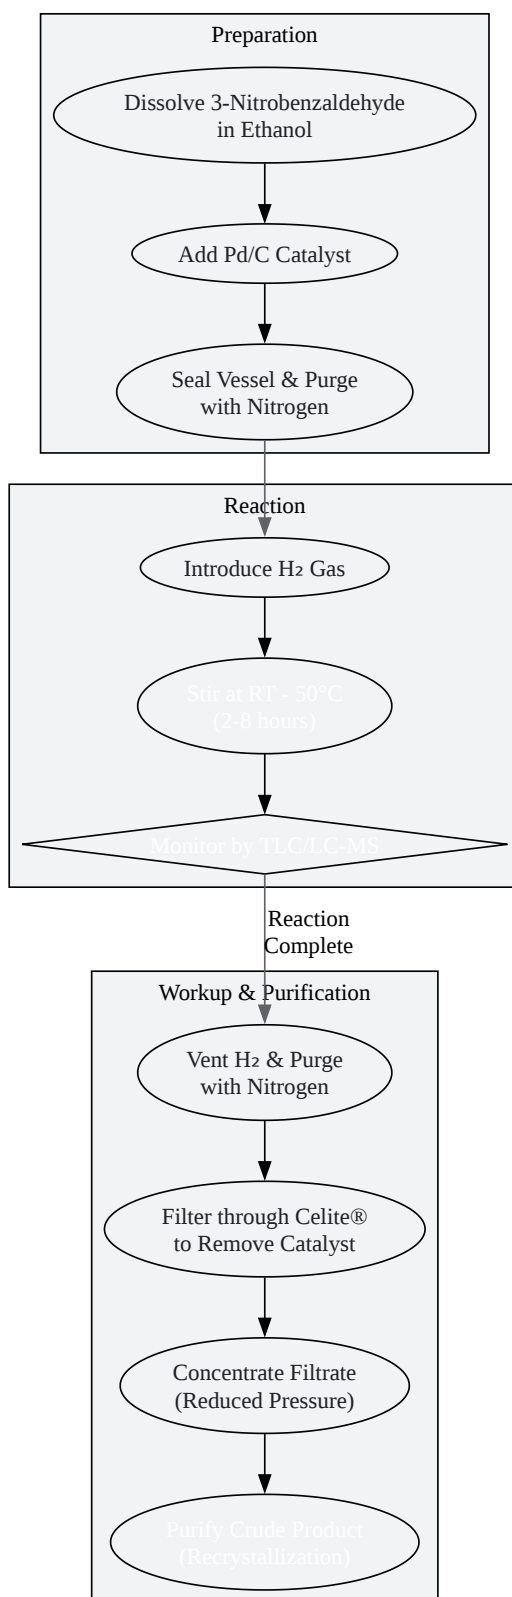 Preparation
Dissolve 3-Nitrobenzaldehyde
in Ethanol
Add Pd/C Catalyst
Seal Vessel & Purge
with Nitrogen
Reaction
Introduce H₂ Gas
Stir at RT - 50°C
(2-8 hours)
Monitor by TLC/LC-MS
Reaction
Complete
Workup & Purification
Vent H₂ & Purge
with Nitrogen
Filter through Celite®
to Remove Catalyst
Concentrate Filtrate
(Reduced Pressure)
Purify Crude Product
(Recrystallization)